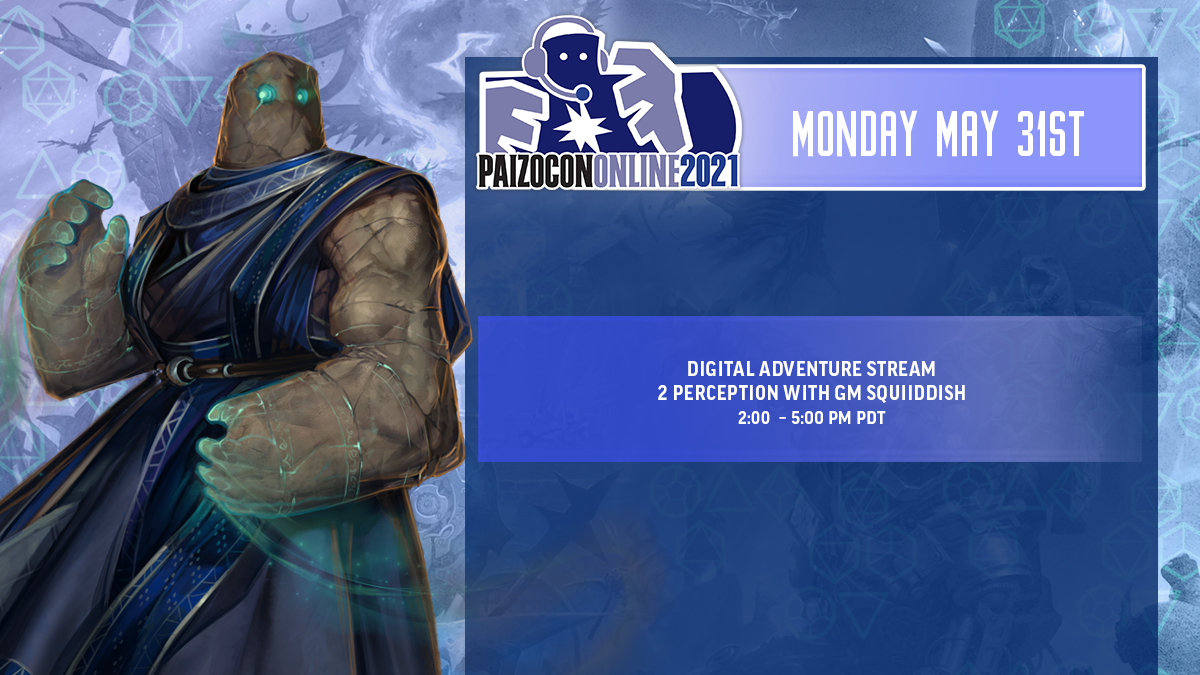 PAIZOCONONLINE2021
MONDAY MAY 31ST
DIGITAL ADVENTURE STREAM
2 PERCEPTION WITH GM SQUIIDDISH
2:00 - 5:00 PM PDT